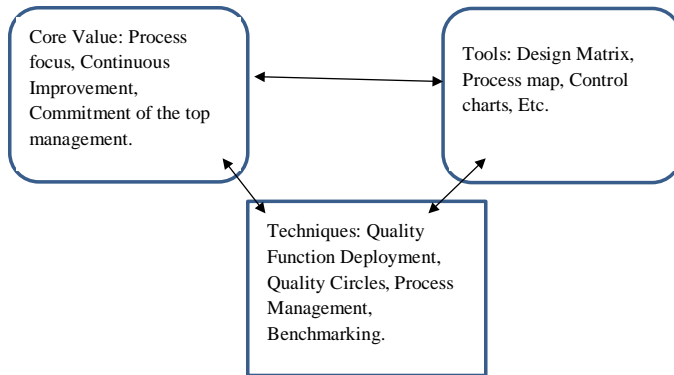 Core Value: Process
focus, Continuous
Improvement,
Commitment of the top
management.
Tools: Design Matrix,
Process map, Control
charts, Etc.
Techniques: Quality
Function Deployment,
Quality Circles, Process
Management,
Benchmarking.